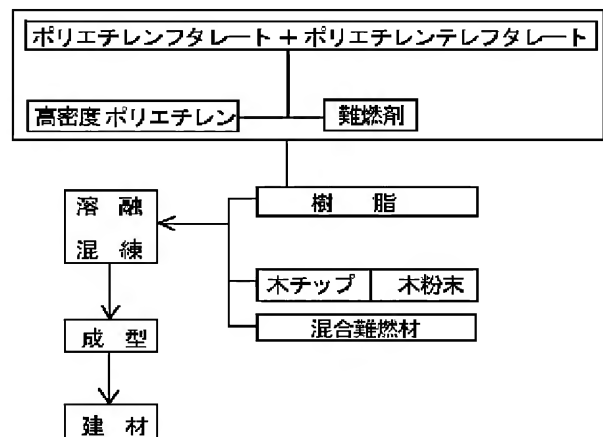 ポリエチレンフタレート + ポリエチレンテレフタレート
高密度ポリエチレン 難燃剤
溶 融 樹 脂
混 練
木チップ 木粉末
成 型 混合難燃材
建 材